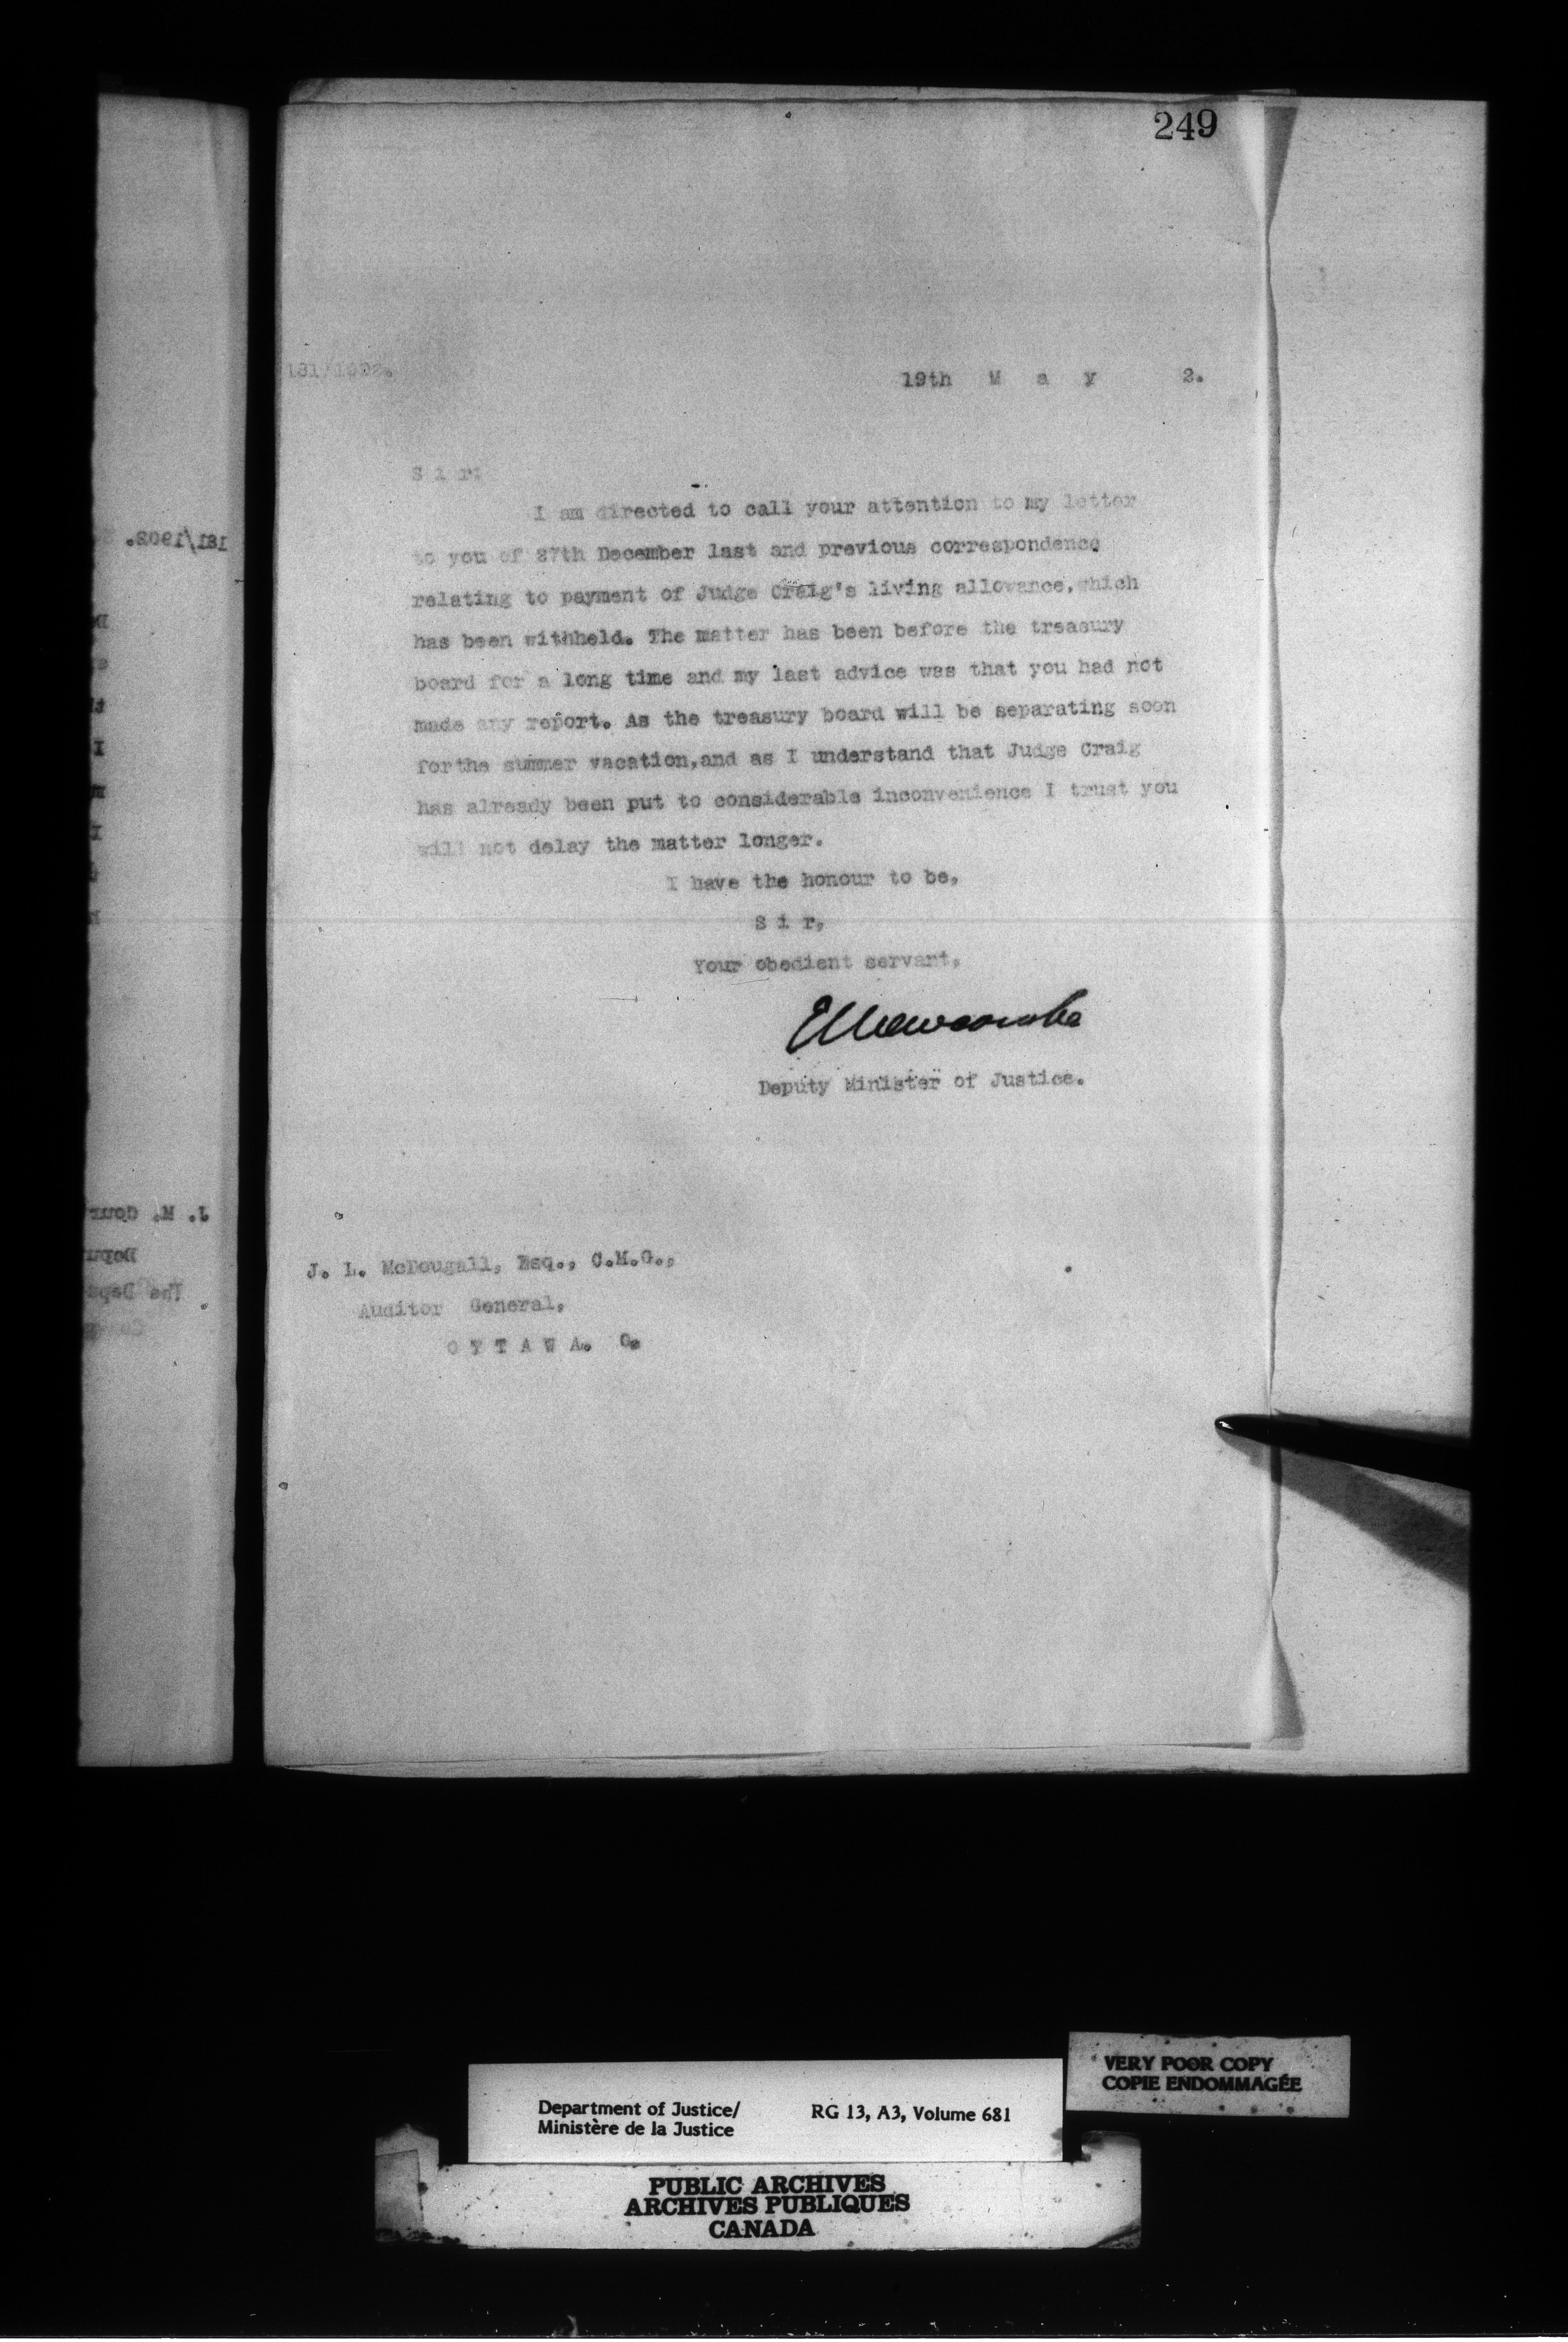 249
131/1902.
19th M a y 2.
S i r:
I am directed to call your attention to my letter
to you of 27th December last and previous correspondence
relating to payment of Judge Craig's living allowance, which
has been withheld. The matter has been before the treasury
board for a long time and my last advice was that you had not
made any report. As the treasury board will be separating soon
forthe summer vacation,and as I understand that Judge Craig
has already been put to considerable inconvenience I trust you
will not delay the matter longer.
I have the honour to be,
S i r,
Your obedient servant,
E L Newcombe
Deputy Minister of Justice.
J. L. McDougall, Esq., C.M.G.,
Auditor General,
O T T A W A. O.
VERY POOR COPY
COPIE ENDOMMAGÉE
Department of Justice/
Ministère de la Justice
RG 13, A3, Volume 681
PUBLIC ARCHIVES
ARCHIVES PUBLIQUES
CANADA